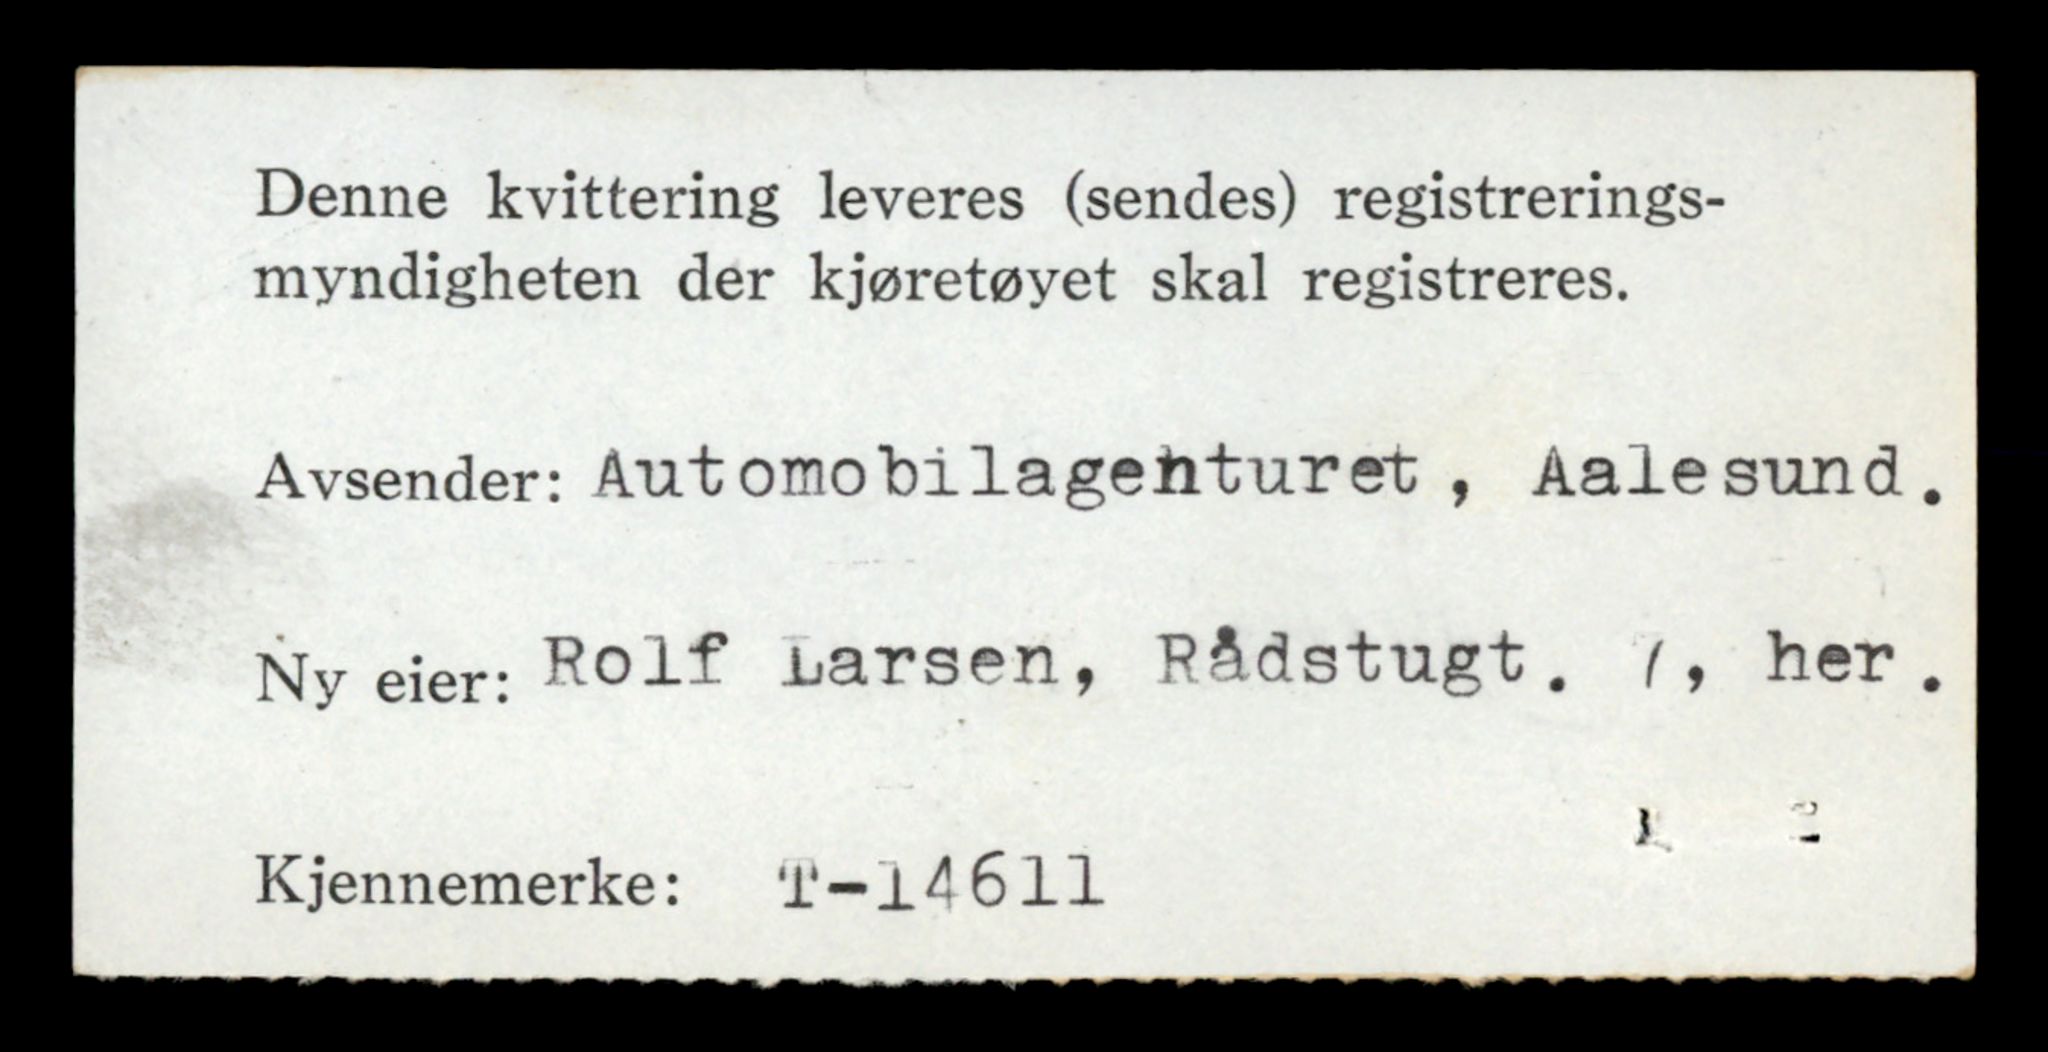 Denne kvittering leveres (sendes) registrerings-
myndigheten der kjøretøyet skal registreres.
Avsender: Automobilagenturet, Aalesund.
Ny eier: Rolf Larsen, Rådstugt. 7, her.
Kjennemerke: T-14611